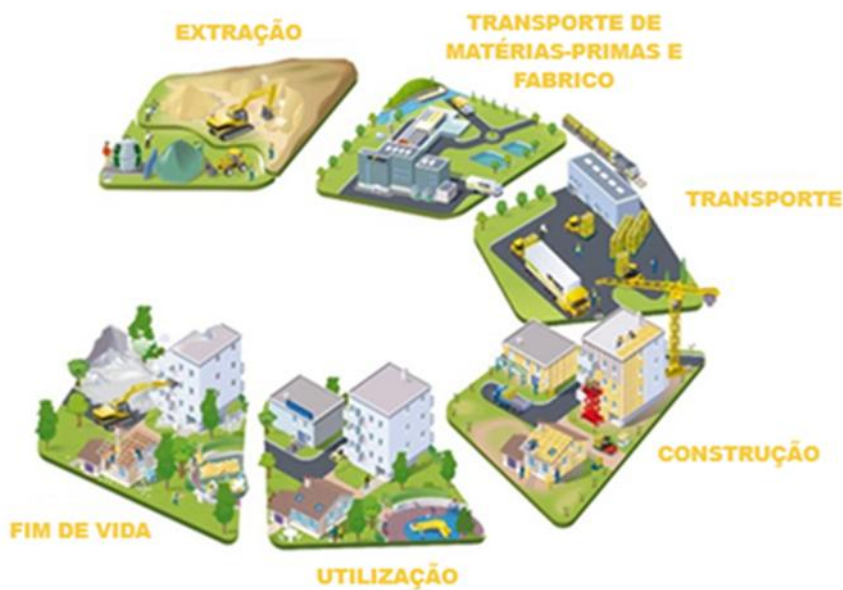 EXTRAÇÃO
TRANSPORTE DE
MATÉRIAS-PRIMAS E
FABRICO
TRANSPORTE
CONSTRUÇÃO
UTILIZAÇÃO
FIM DE VIDA